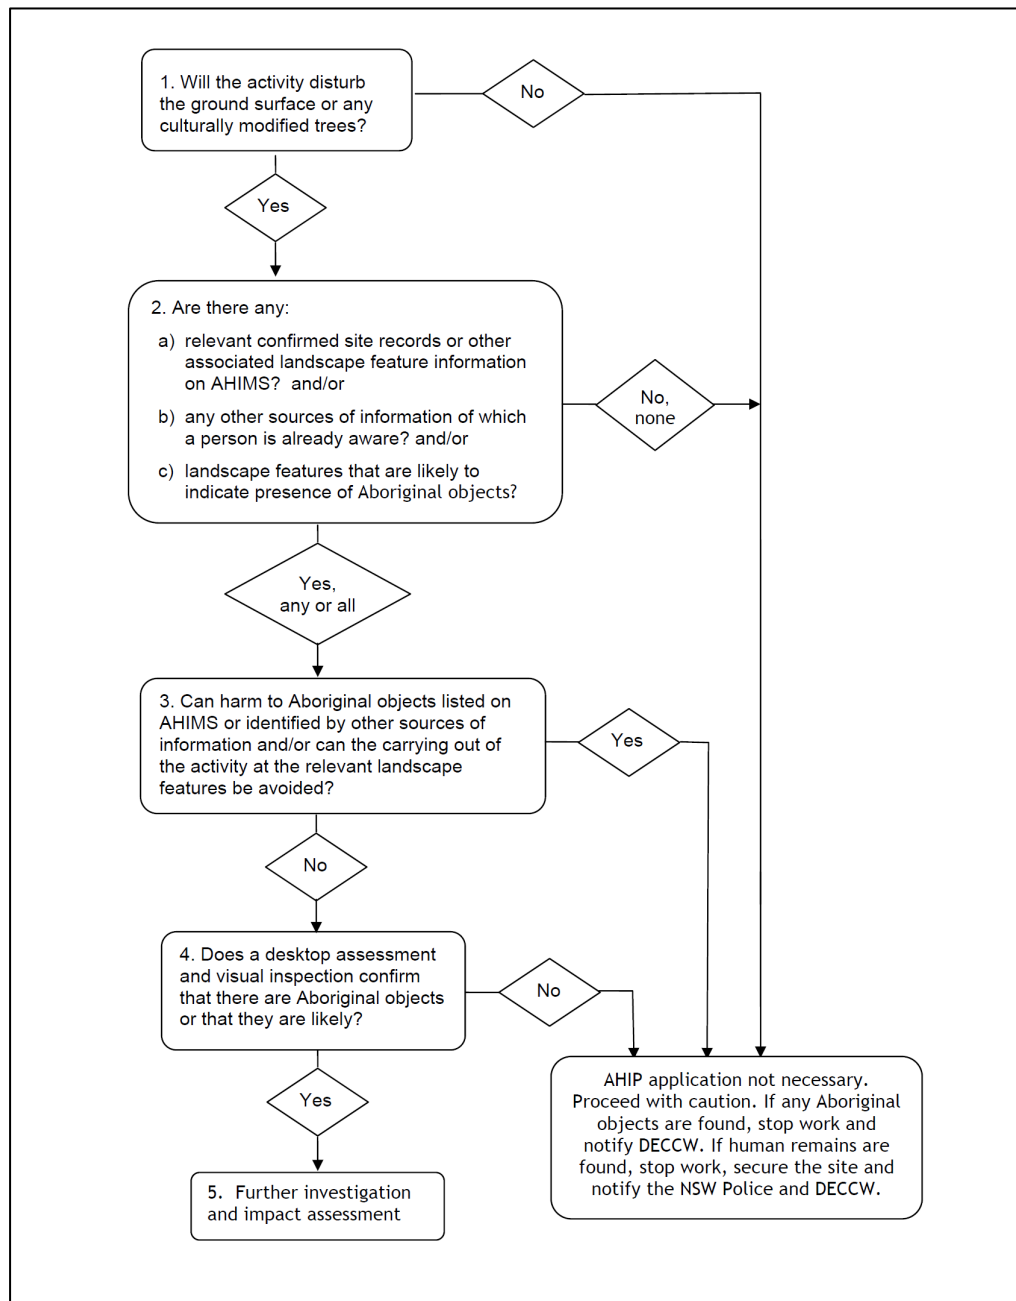 1. Will the activity disturb
the ground surface or any
culturally modified trees?
No
Yes
2. Are there any:
a) relevant confirmed site records or other
associated landscape feature information
on AHIMS? and/or
b) any other sources of information of which
a person is already aware? and/or
c) landscape features that are likely to
indicate presence of Aboriginal objects?
No,
none
Yes,
any or all
3. Can harm to Aboriginal objects listed on
AHIMS or identified by other sources of
information and/or can the carrying out of
the activity at the relevant landscape
features be avoided?
Yes
No
4. Does a desktop assessment
and visual inspection confirm
that there are Aboriginal objects
or that they are likely?
No
Yes
AHIP application not necessary.
Proceed with caution. If any Aboriginal
objects are found, stop work and
notify DECCW. If human remains are
found, stop work, secure the site and
notify the NSW Police and DECCW.
5. Further investigation
and impact assessment